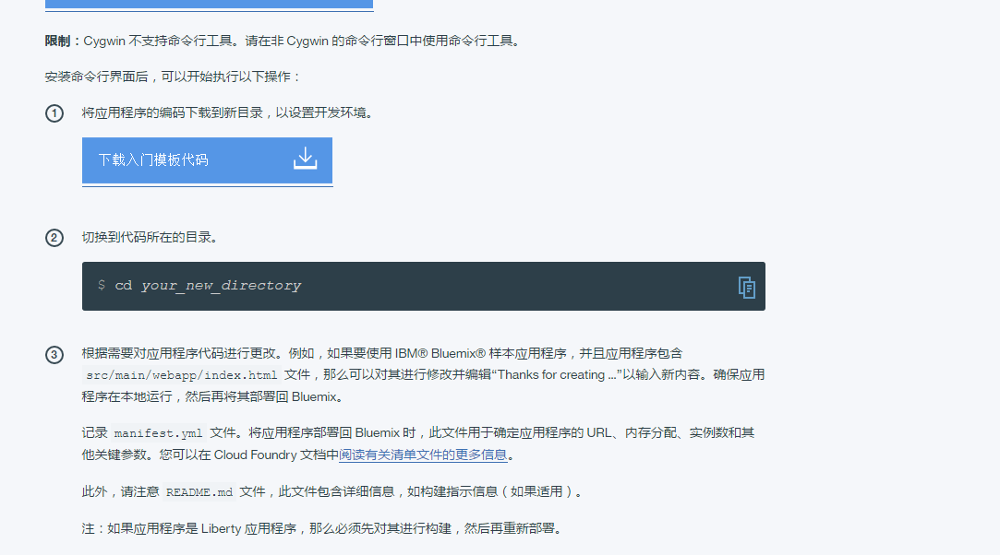 限制：Cygwin 不支持命令行工具。请在非 Cygwin 的命令行窗口中使用命令行工具。
安装命令行界面后，可以开始执行以下操作：
1 将应用程序的编码下载到新目录，以设置开发环境。
下载入门模板代码
2 切换到代码所在的目录。
$ cd your_new_directory
3 根据需要对应用程序代码进行更改。例如，如果要使用 IBM® Bluemix® 样本应用程序，并且应用程序包含
src/main/webapp/index.html 文件，那么可以对其进行修改并编辑“Thanks for creating ...”以输入新内容。确保应用
程序在本地运行，然后再将其部署回 Bluemix。
记录 manifest.yml 文件。将应用程序部署回 Bluemix 时，此文件用于确定应用程序的 URL、内存分配、实例数和其
他关键参数。您可以在 Cloud Foundry 文档中阅读有关清单文件的更多信息。
此外，请注意 README.md 文件，此文件包含详细信息，如构建指示信息（如果适用）。
注：如果应用程序是 Liberty 应用程序，那么必须先对其进行构建，然后再重新部署。